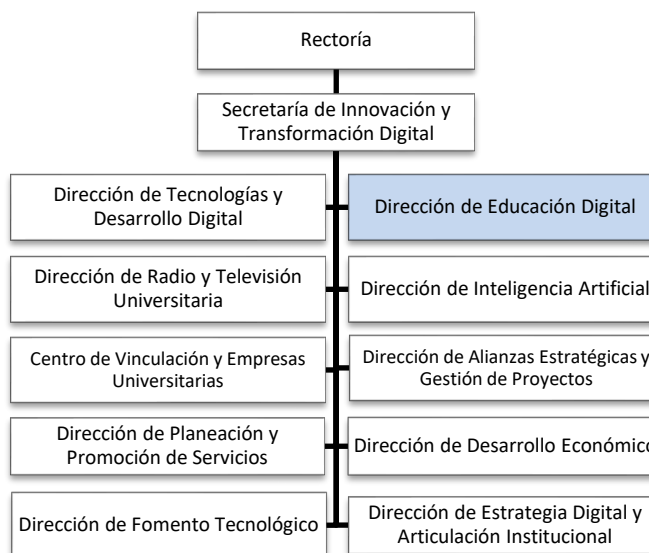 Rectoría
Secretaría de Innovación y
Transformación Digital
Dirección de Tecnologías y
Desarrollo Digital
Dirección de Educación Digital
Dirección de Radio y Televisión
Universitaria
Dirección de Inteligencia Artificial
Centro de Vinculación y Empresas
Universitarias
Dirección de Alianzas Estratégicas y
Gestión de Proyectos
Dirección de Planeación y
Promoción de Servicios
Dirección de Desarrollo Económico
Dirección de Fomento Tecnológico
Dirección de Estrategia Digital y
Articulación Institucional